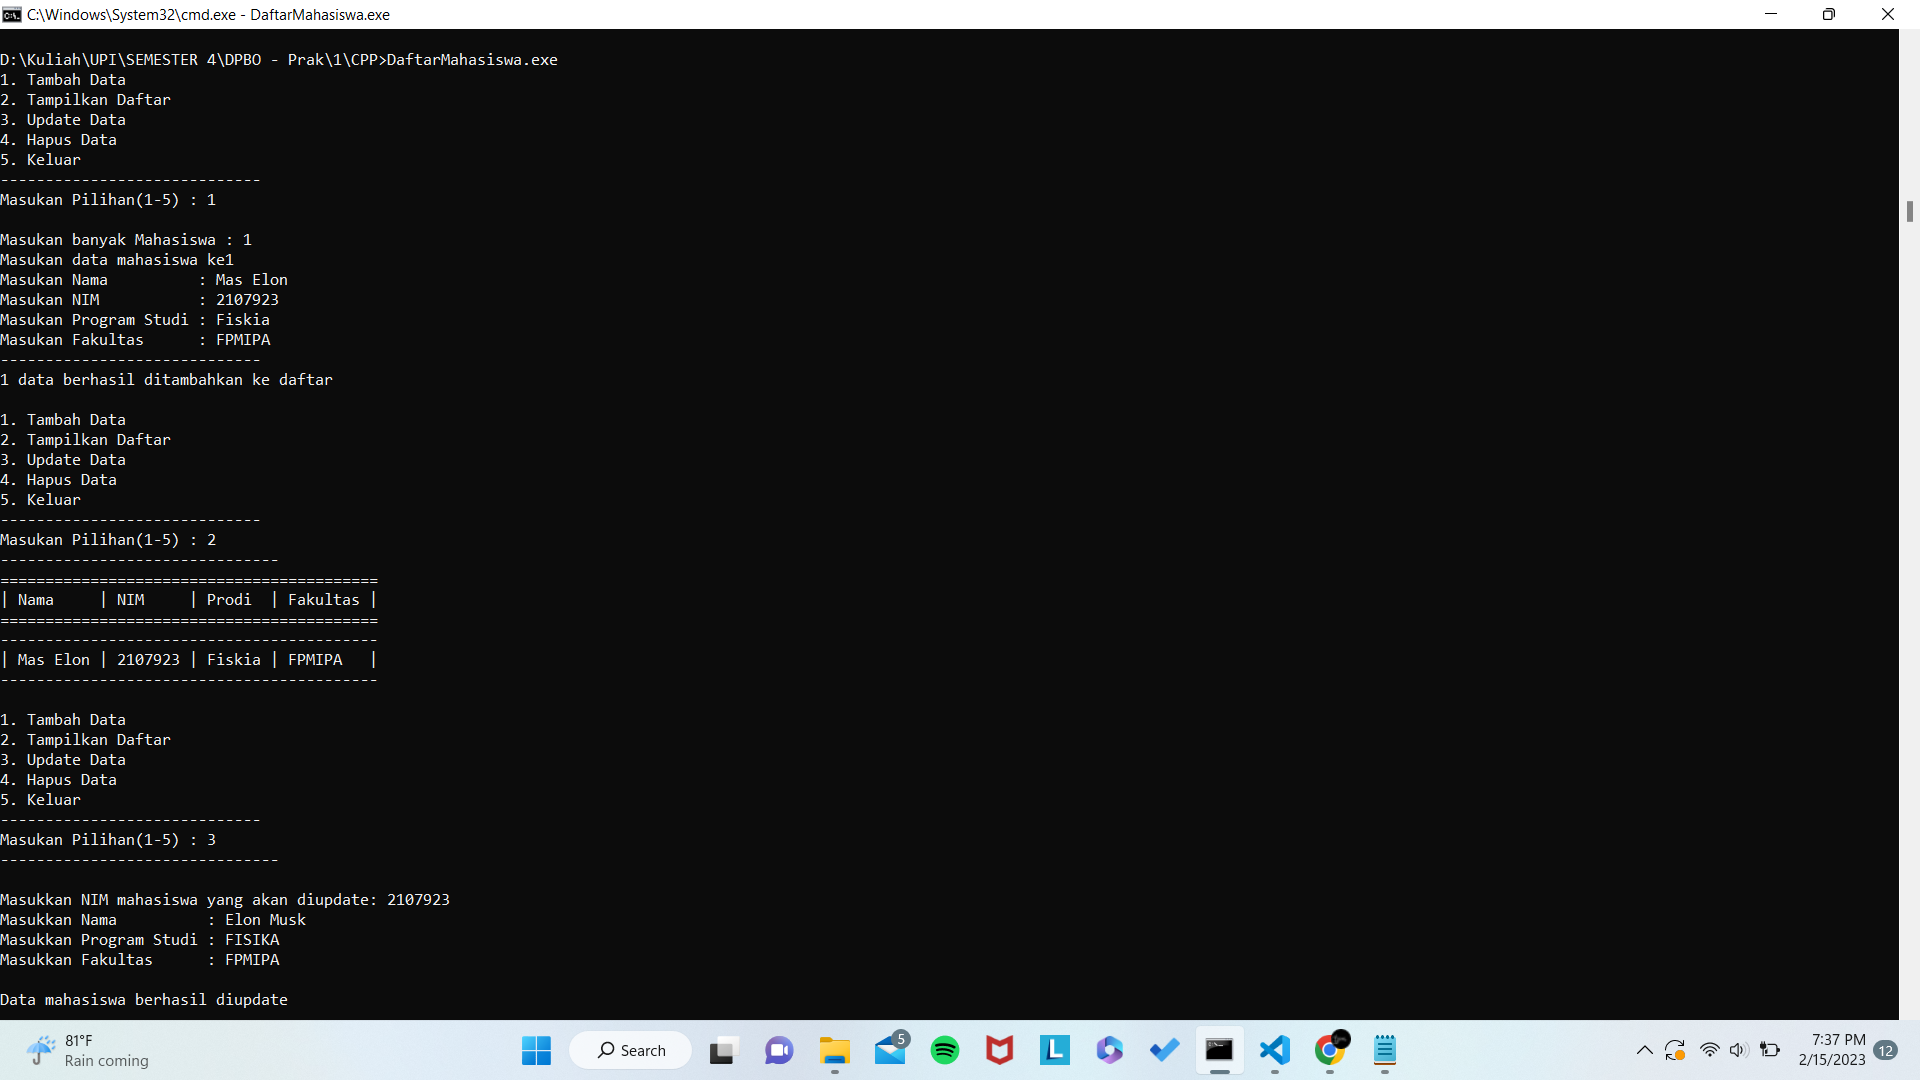 C:\Windows\System32\cmd.exe - DaftarMahasiswa.exe
D:\Kuliah\UPI\SEMESTER 4\DPBO - Prak\1\CPP>DaftarMahasiswa.exe
1. Tambah Data
2. Tampilkan Daftar
3. Update Data
4. Hapus Data
5. Keluar
-----------------------------
Masukan Pilihan(1-5) : 1
Masukan banyak Mahasiswa : 1
Masukan data mahasiswa ke1
Masukan Nama          : Mas Elon
Masukan NIM           : 2107923
Masukan Program Studi : Fiskia
Masukan Fakultas      : FPMIPA
-----------------------------
1 data berhasil ditambahkan ke daftar
1. Tambah Data
2. Tampilkan Daftar
3. Update Data
4. Hapus Data
5. Keluar
-----------------------------
Masukan Pilihan(1-5) : 2
-------------------------------
==========================================
| Nama     | NIM     | Prodi  | Fakultas |
==========================================
------------------------------------------
| Mas Elon | 2107923 | Fiskia | FPMIPA   |
------------------------------------------
1. Tambah Data
2. Tampilkan Daftar
3. Update Data
4. Hapus Data
5. Keluar
-----------------------------
Masukan Pilihan(1-5) : 3
-------------------------------
Masukkan NIM mahasiswa yang akan diupdate: 2107923
Masukkan Nama          : Elon Musk
Masukkan Program Studi : FISIKA
Masukkan Fakultas      : FPMIPA
Data mahasiswa berhasil diupdate
81°F
Rain coming
Search
5
L
7:37 PM
2/15/2023
12